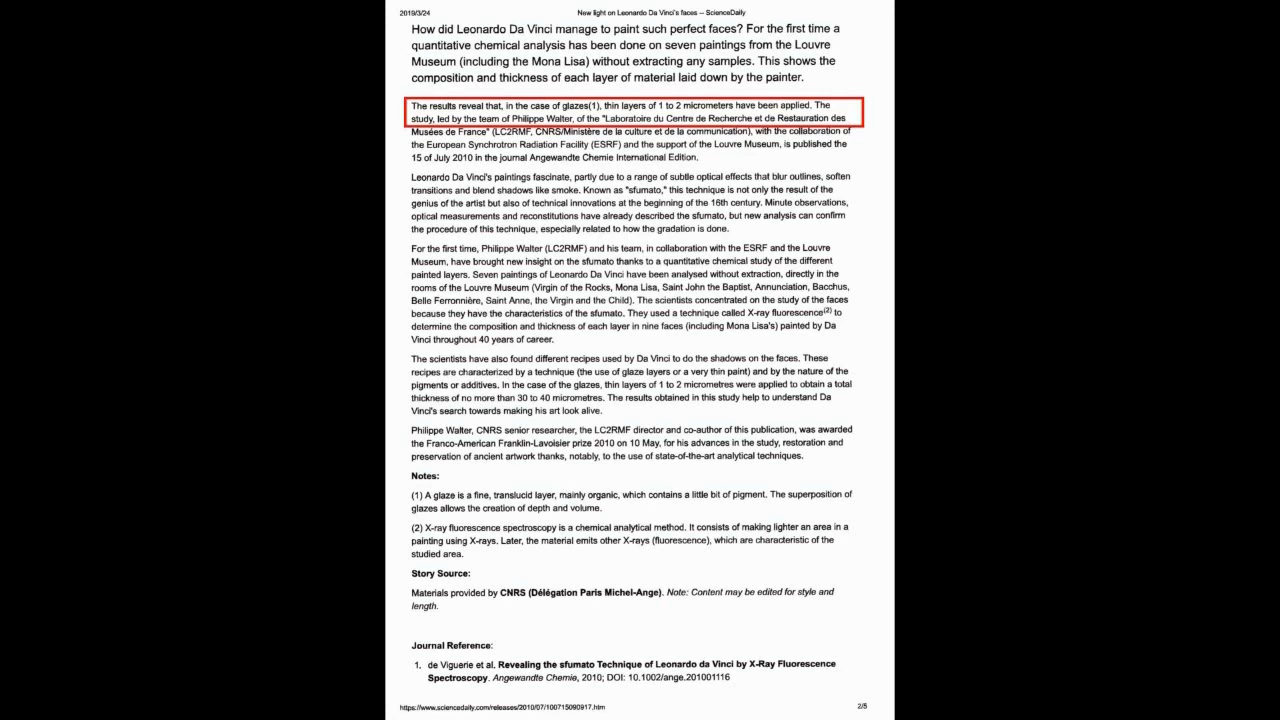 2019/3/24 New light on Leonardo Da Vinci's faces -- ScienceDaily
How did Leonardo Da Vinci manage to paint such perfect faces? For the first time a
quantitative chemical analysis has been done on seven paintings from the Louvre
Museum (including the Mona Lisa) without extracting any samples. This shows the
composition and thickness of each layer of material laid down by the painter.
The results reveal that, in the case of glazes(1), thin layers of 1 to 2 micrometers have been applied. The
study, led by the team of Philippe Walter, of the "Laboratoire du Centre de Recherche et de Restauration des
Musées de France" (LC2RMF, CNRS/Ministère de la culture et de la communication), with the collaboration of
the European Synchrotron Radiation Facility (ESRF) and the support of the Louvre Museum, is published the
15 of July 2010 in the journal Angewandte Chemie International Edition.
Leonardo Da Vinci's paintings fascinate, partly due to a range of subtle optical effects that blur outlines, soften
transitions and blend shadows like smoke. Known as "sfumato," this technique is not only the result of the
genius of the artist but also of technical innovations at the beginning of the 16th century. Minute observations,
optical measurements and reconstitutions have already described the sfumato, but new analysis can confirm
the procedure of this technique, especially related to how the gradation is done.
For the first time, Philippe Walter (LC2RMF) and his team, in collaboration with the ESRF and the Louvre
Museum, have brought new insight on the sfumato thanks to a quantitative chemical study of the different
painted layers. Seven paintings of Leonardo Da Vinci have been analysed without extraction, directly in the
rooms of the Louvre Museum (Virgin of the Rocks, Mona Lisa, Saint John the Baptist, Annunciation, Bacchus,
Belle Ferronnière, Saint Anne, the Virgin and the Child). The scientists concentrated on the study of the faces
because they have the characteristics of the sfumato. They used a technique called X-ray fluorescence(2) to
determine the composition and thickness of each layer in nine faces (including Mona Lisa's) painted by Da
Vinci throughout 40 years of career.
The scientists have also found different recipes used by Da Vinci to do the shadows on the faces. These
recipes are characterized by a technique (the use of glaze layers or a very thin paint) and by the nature of the
pigments or additives. In the case of the glazes, thin layers of 1 to 2 micrometres were applied to obtain a total
thickness of no more than 30 to 40 micrometres. The results obtained in this study help to understand Da
Vinci's search towards making his art look alive.
Philippe Walter, CNRS senior researcher, the LC2RMF director and co-author of this publication, was awarded
the Franco-American Franklin-Lavoisier prize 2010 on 10 May, for his advances in the study, restoration and
preservation of ancient artwork thanks, notably, to the use of state-of-the-art analytical techniques.
Notes:
(1) A glaze is a fine, translucid layer, mainly organic, which contains a little bit of pigment. The superposition of
glazes allows the creation of depth and volume.
(2) X-ray fluorescence spectroscopy is a chemical analytical method. It consists of making lighter an area in a
painting using X-rays. Later, the material emits other X-rays (fluorescence), which are characteristic of the
studied area.
Story Source:
Materials provided by CNRS (Délégation Paris Michel-Ange). Note: Content may be edited for style and
length.
Journal Reference:
1. de Viguerie et al. Revealing the sfumato Technique of Leonardo da Vinci by X-Ray Fluorescence
Spectroscopy. Angewandte Chemie, 2010; DOI: 10.1002/ange.201001116
https://www.sciencedaily.com/releases/2010/07/100715090917.htm 2/5